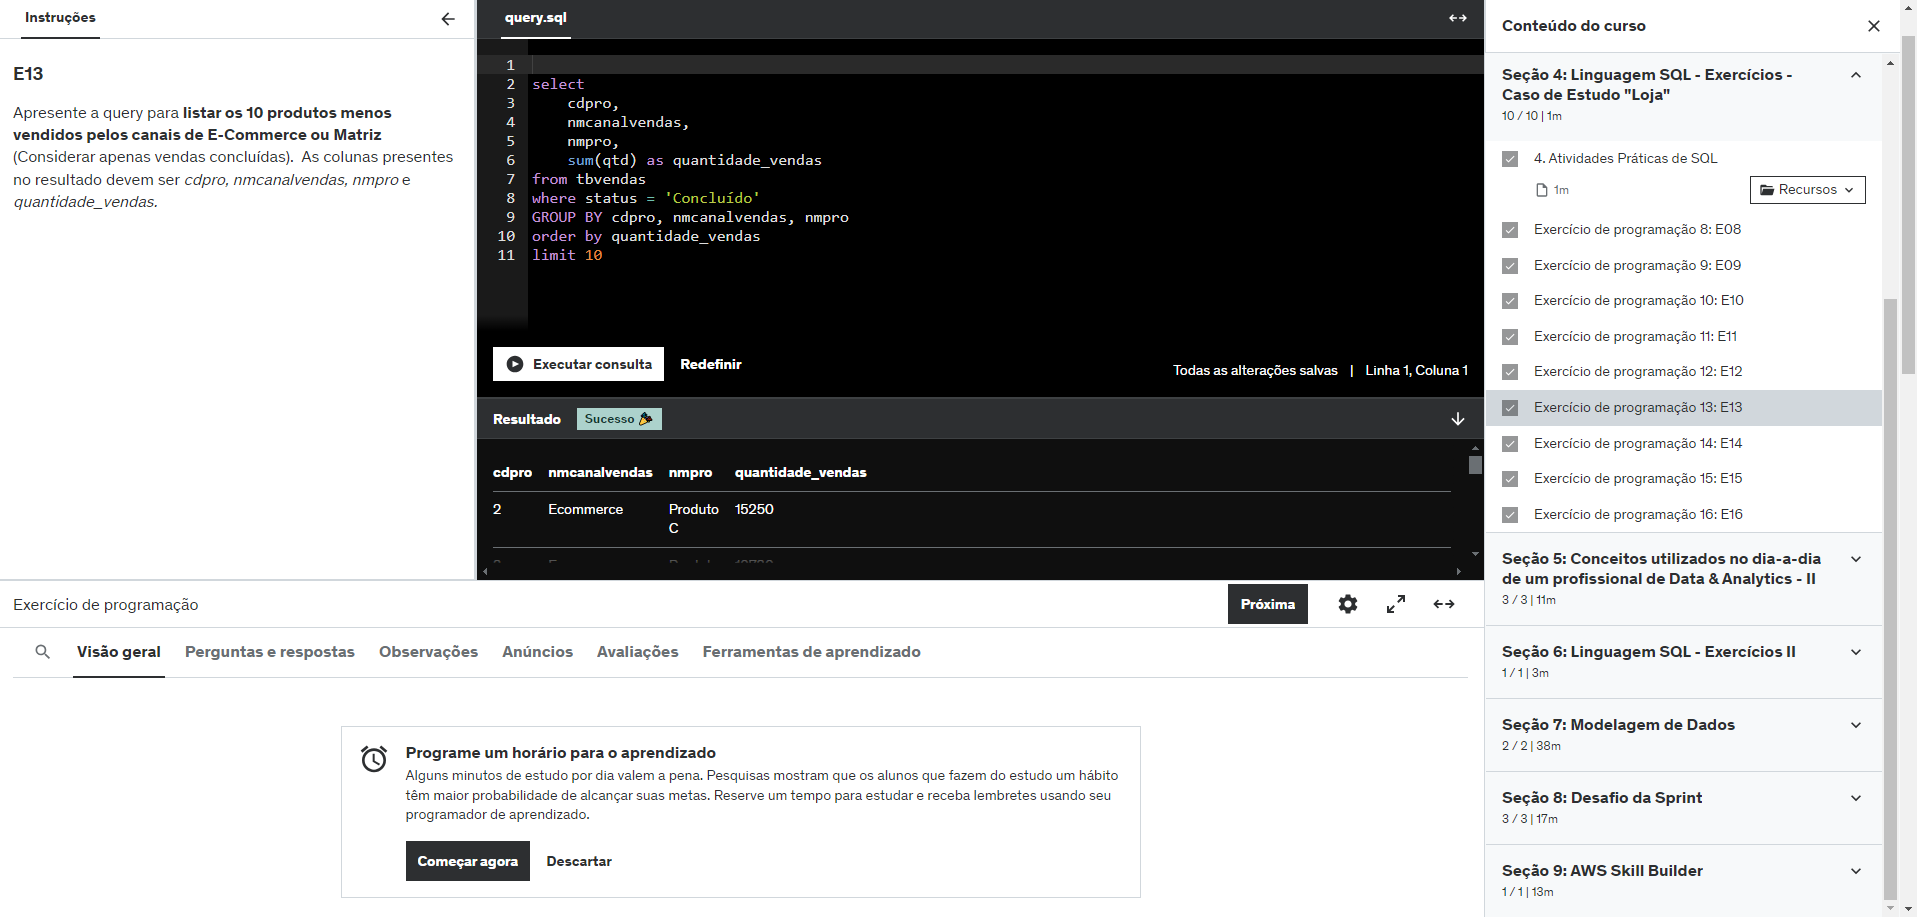 Instruções
E13
Apresente a query para listar os 10 produtos menos
vendidos pelos canais de E-Commerce ou Matriz
(Considerar apenas vendas concluídas).  As colunas presentes
no resultado devem ser cdpro, nmcanalvendas, nmpro e
quantidade_vendas.
query.sql
1
2 select
3     cdpro,
4     nmcanalvendas,
5     nmpro,
6     sum(qtd) as quantidade_vendas
7 from tbvendas
8 where status = 'Concluído'
9 GROUP BY cdpro, nmcanalvendas, nmpro
10 order by quantidade_vendas
11 limit 10
Executar consulta
Redefinir
Todas as alterações salvas | Linha 1, Coluna 1
Resultado
Sucesso
cdpro nmcanalvendas nmpro quantidade_vendas
2 Ecommerce Produto 15250
C
Exercício de programação
Próxima
Visão geral
Perguntas e respostas
Observações
Anúncios
Avaliações
Ferramentas de aprendizado
Programe um horário para o aprendizado
Alguns minutos de estudo por dia valem a pena. Pesquisas mostram que os alunos que fazem do estudo um hábito
têm maior probabilidade de alcançar suas metas. Reserve um tempo para estudar e receba lembretes usando seu
programador de aprendizado.
Começar agora
Descartar
Conteúdo do curso
Seção 4: Linguagem SQL - Exercícios -
Caso de Estudo "Loja"
10 / 10 | 1m
4. Atividades Práticas de SQL
1m
Recursos
Exercício de programação 8: E08
Exercício de programação 9: E09
Exercício de programação 10: E10
Exercício de programação 11: E11
Exercício de programação 12: E12
Exercício de programação 13: E13
Exercício de programação 14: E14
Exercício de programação 15: E15
Exercício de programação 16: E16
Seção 5: Conceitos utilizados no dia-a-dia
de um profissional de Data & Analytics - II
3 / 3 | 11m
Seção 6: Linguagem SQL - Exercícios II
1 / 1 | 3m
Seção 7: Modelagem de Dados
2 / 2 | 38m
Seção 8: Desafio da Sprint
3 / 3 | 17m
Seção 9: AWS Skill Builder
1 / 1 | 13m